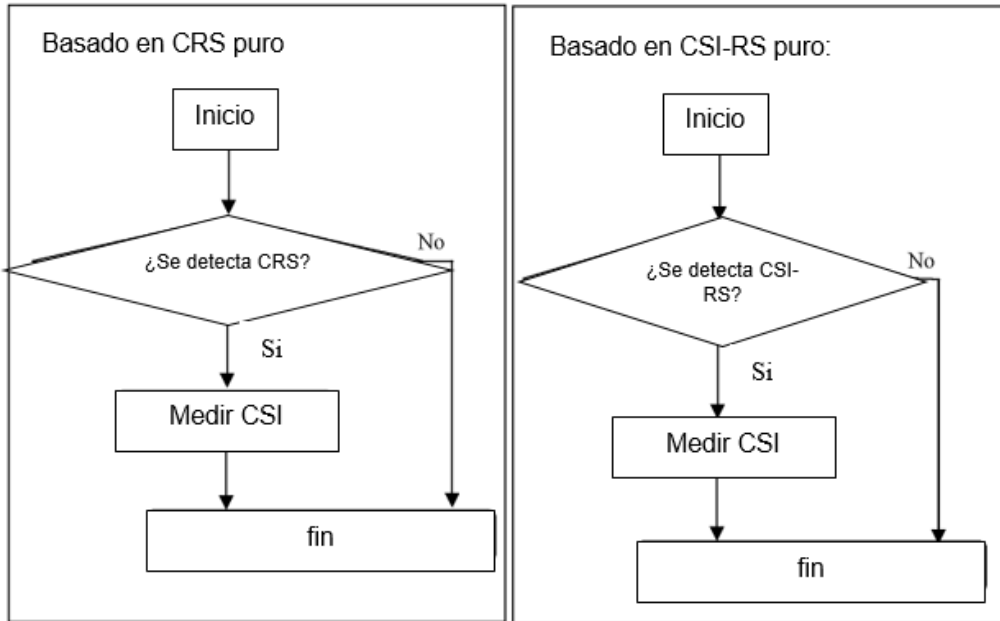 Basado en CRS puro
Inicio
¿Se detecta CRS?
No
Si
Medir CSI
fin
Basado en CSI-RS puro:
Inicio
¿Se detecta CSI-
RS?
No
Si
Medir CSI
fin